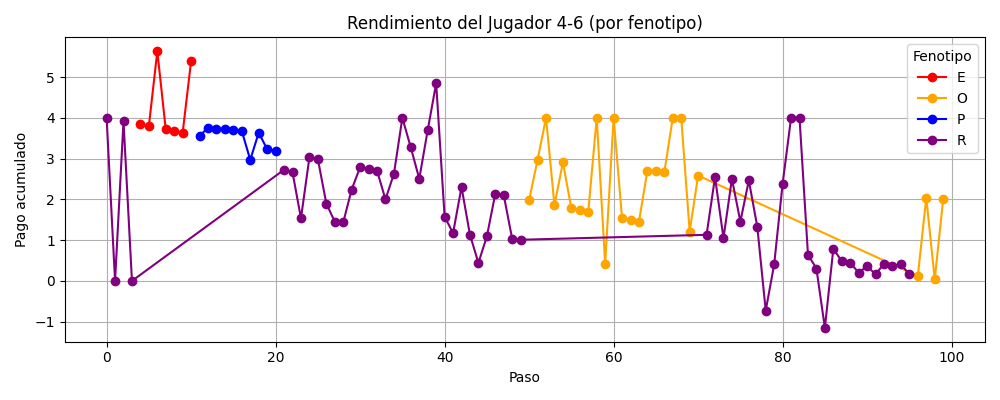 Rendimiento del Jugador 4-6 (por fenotipo)
Pago acumulado
5
4
3
2
1
0
−1
0
20
40
60
80
100
Paso
Fenotipo
E
O
P
R